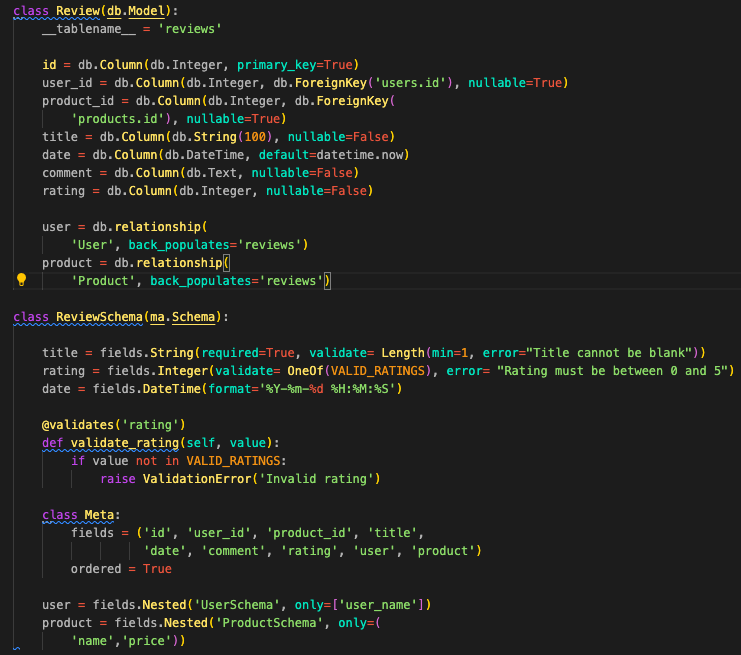 class Review(db.Model):
    __tablename__ = 'reviews'

    id = db.Column(db.Integer, primary_key=True)
    user_id = db.Column(db.Integer, db.ForeignKey('users.id'), nullable=True)
    product_id = db.Column(db.Integer, db.ForeignKey(
        'products.id'), nullable=True)
    title = db.Column(db.String(100), nullable=False)
    date = db.Column(db.DateTime, default=datetime.now)
    comment = db.Column(db.Text, nullable=False)
    rating = db.Column(db.Integer, nullable=False)

    user = db.relationship(
        'User', back_populates='reviews')
    product = db.relationship(
        'Product', back_populates='reviews')

class ReviewSchema(ma.Schema):

    title = fields.String(required=True, validate= Length(min=1, error="Title cannot be blank"))
    rating = fields.Integer(validate= OneOf(VALID_RATINGS), error= "Rating must be between 0 and 5")
    date = fields.DateTime(format='%Y-%m-%d %H:%M:%S')

    @validates('rating')
    def validate_rating(self, value):
        if value not in VALID_RATINGS:
            raise ValidationError('Invalid rating')

    class Meta:
        fields = ('id', 'user_id', 'product_id', 'title',
                  'date', 'comment', 'rating', 'user', 'product')
        ordered = True

    user = fields.Nested('UserSchema', only=['user_name'])
    product = fields.Nested('ProductSchema', only=(
        'name','price'))